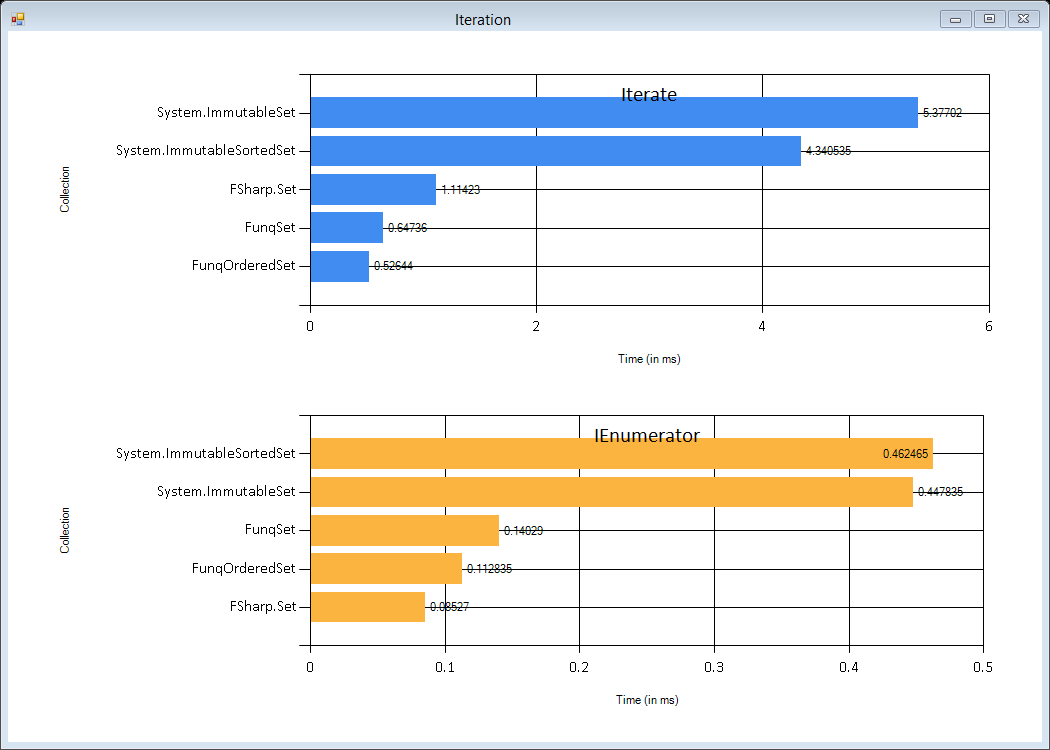 Iteration
Iterate
System.ImmutableSet 5.37702
System.ImmutableSortedSet 4.340535
FSharp.Set 1.11423
FunqSet 0.64736
FunqOrderedSet 0.52644
Collection
0 2 4 6
Time (in ms)
IEnumerator
System.ImmutableSortedSet 0.462465
System.ImmutableSet 0.447835
FunqSet 0.14029
FunqOrderedSet 0.112835
FSharp.Set 0.08527
Collection
0 0.1 0.2 0.3 0.4 0.5
Time (in ms)